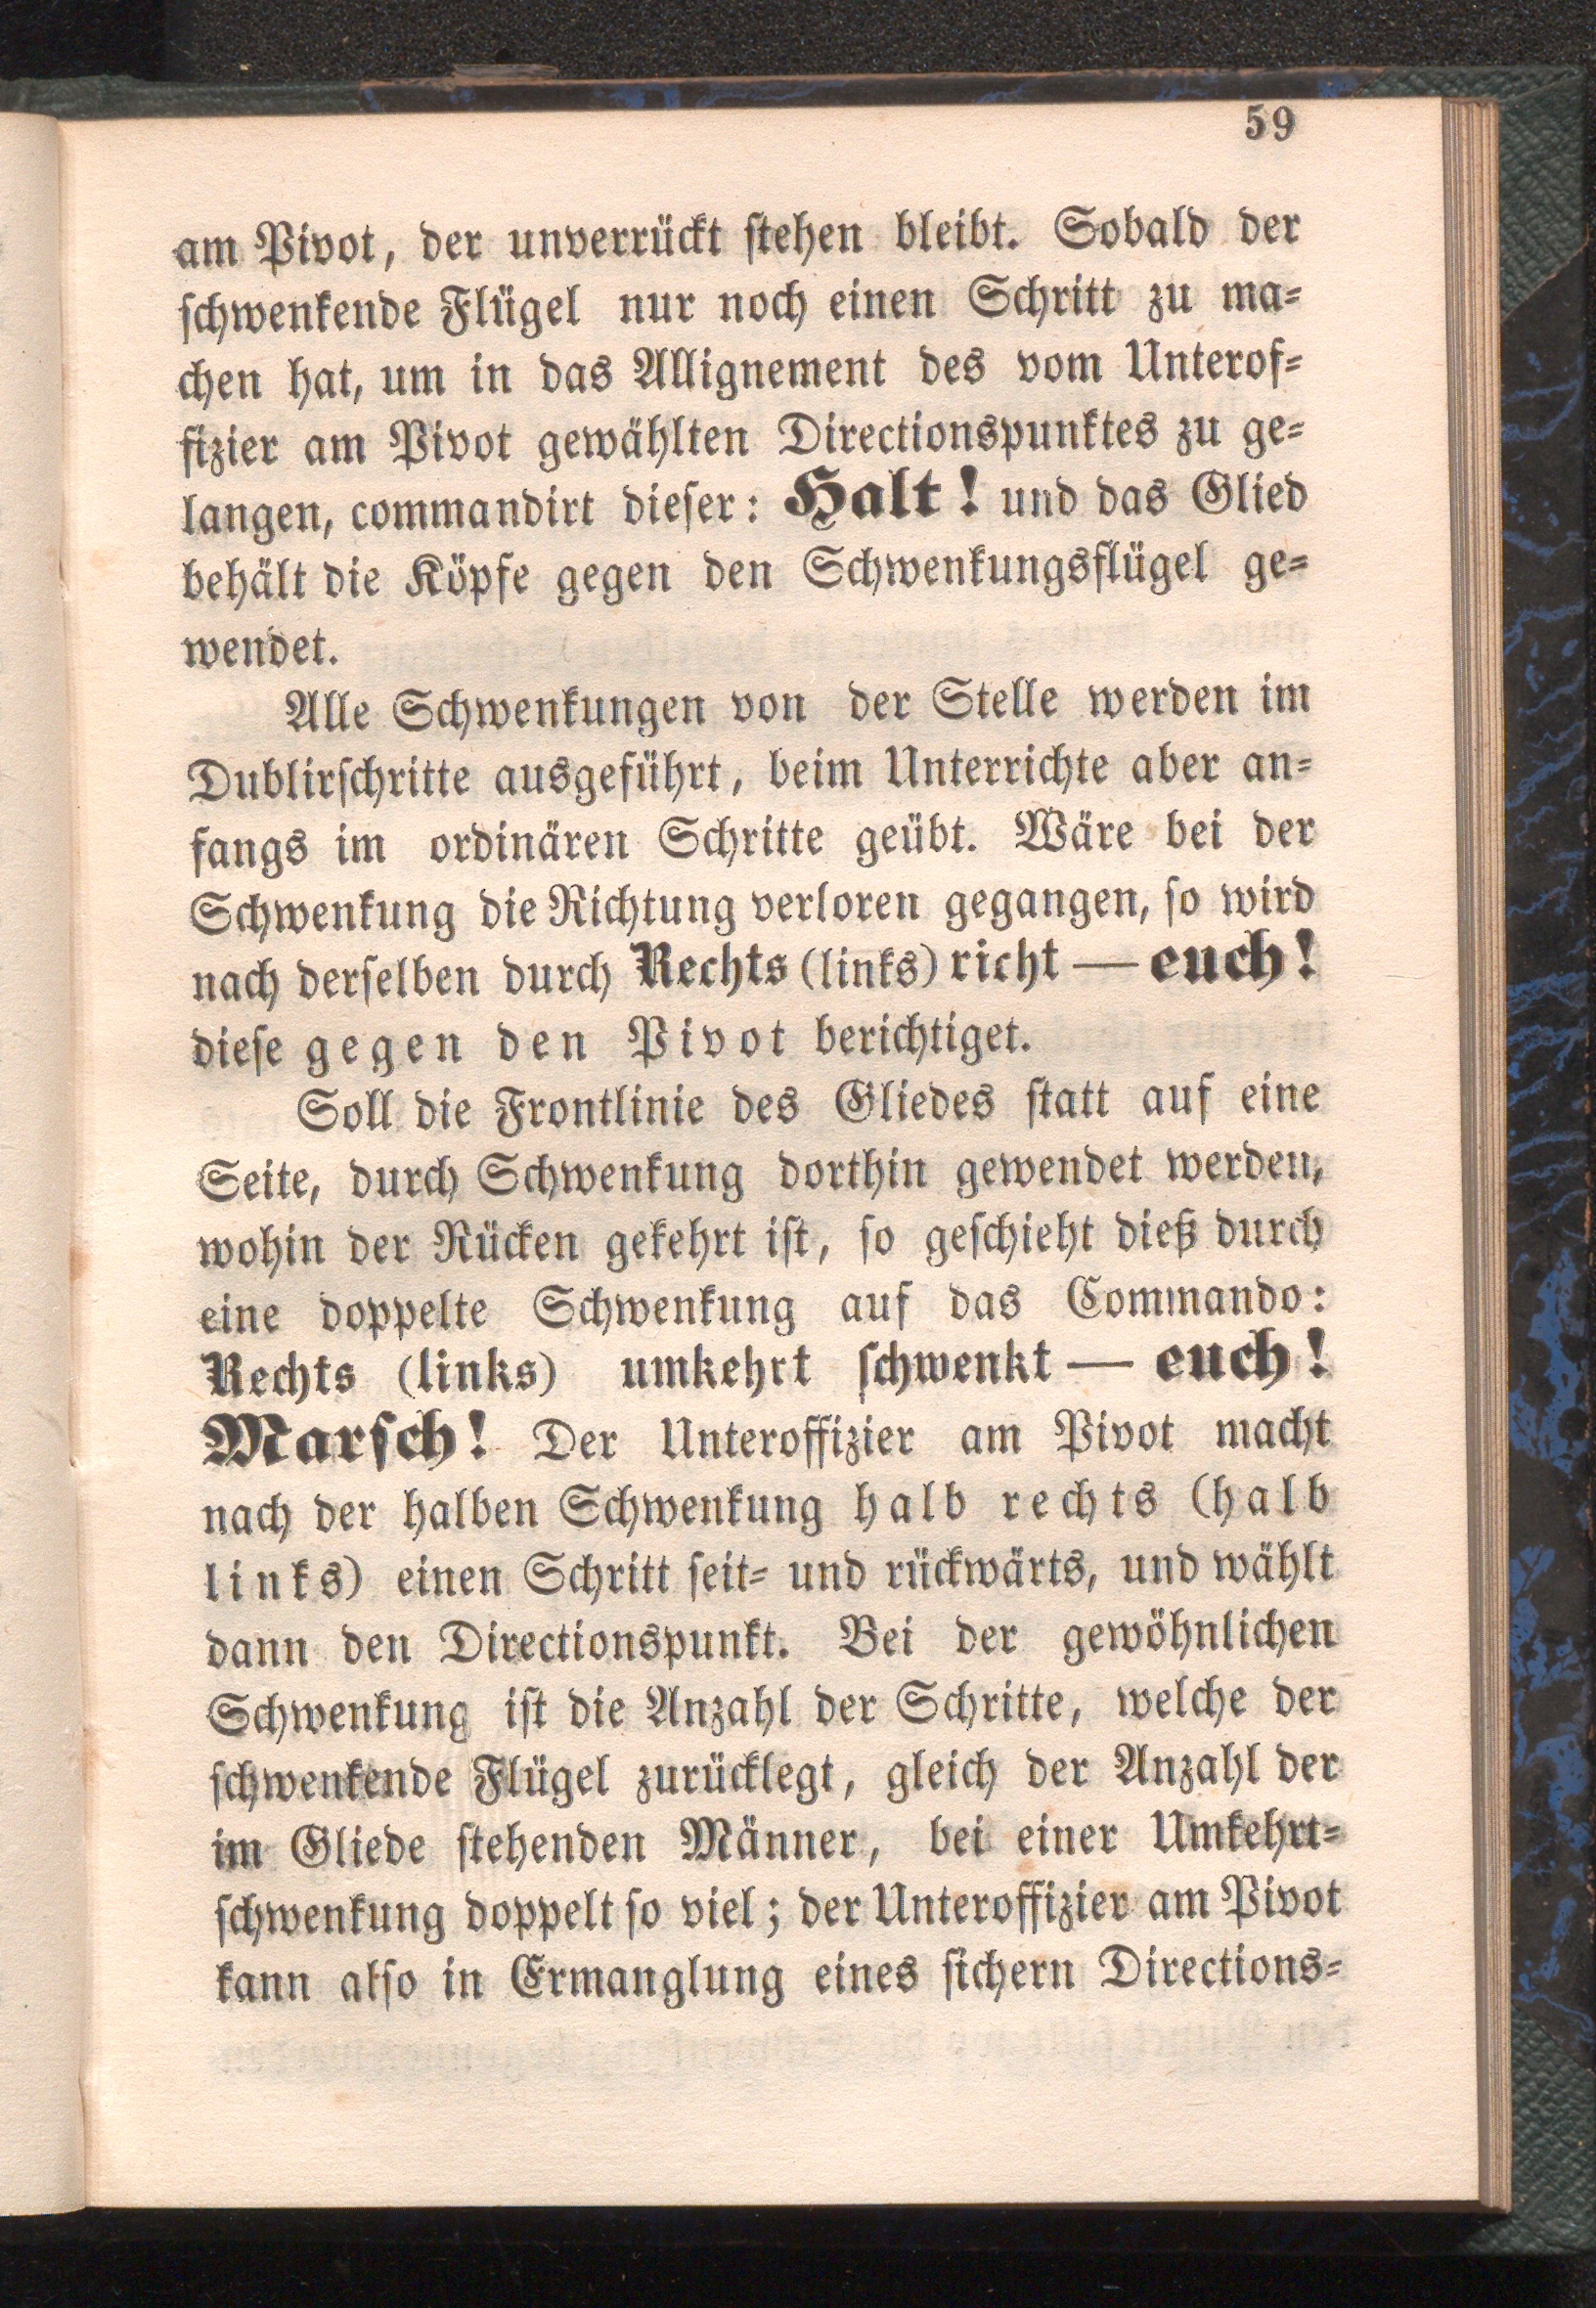 59
am Pivot, der unverrückt stehen bleibt. Sobald der
schwenkende Flügel nur noch einen Schritt zu ma-
chen hat, um in das Allignement des vom Unterof-
fizier am Pivot gewählten Directionspunktes zu ge-
langen, commandirt dieser: Halt! und das Glied
behält die Köpfe gegen den Schwenkungsflügel ge-
wendet.
Alle Schwenkungen von der Stelle werden im
Dublirschritte ausgeführt, beim Unterrichte aber an-
fangs im ordinären Schritte geübt. Wäre bei der
Schwenkung die Richtung verloren gegangen, so wird
nach derselben durch Rechts (links) richt — euch!
diese gegen den Pivot berichtiget.
Soll die Frontlinie des Gliedes statt auf eine
Seite, durch Schwenkung dorthin gewendet werden,
wohin der Rücken gekehrt ist, so geschieht dieß durch
eine doppelte Schwenkung auf das Commando:
Rechts (links) umkehrt schwenkt — euch!
Marsch! Der Unteroffizier am Pivot macht
nach der halben Schwenkung halb rechts (halb
links) einen Schritt seit- und rückwärts, und wählt
dann den Directionspunkt. Bei der gewöhnlichen
Schwenkung ist die Anzahl der Schritte, welche der
schwenkende Flügel zurücklegt, gleich der Anzahl der
im Gliede stehenden Männer, bei einer Umkehrt-
schwenkung doppelt so viel; der Unteroffizier am Pivot
kann also in Ermanglung eines sichern Directions-